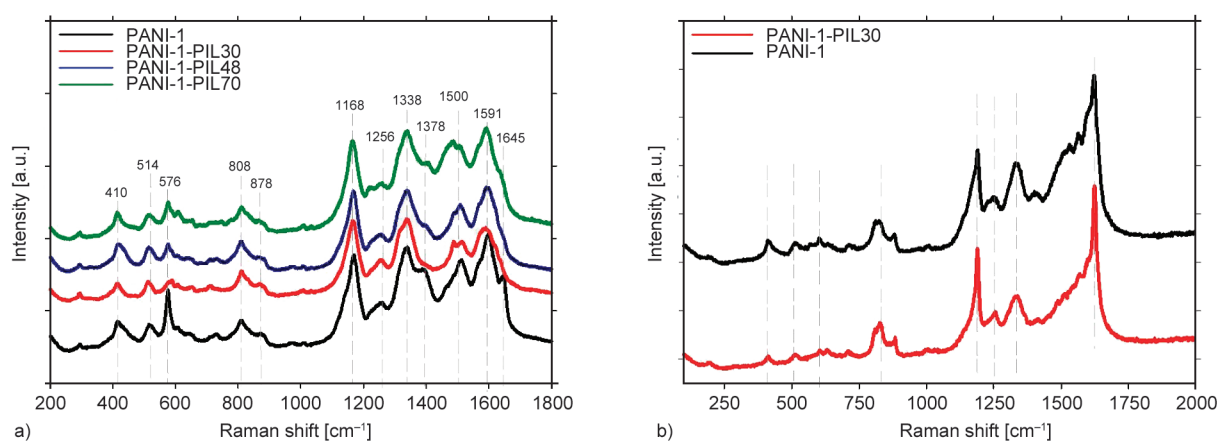 PANI-1
PANI-1-PIL30
PANI-1-PIL48
PANI-1-PIL70
410
514
576
808
878
1168
1256
1338
1378
1500
1591
1645
Intensity [a.u.]
200 400 600 800 1000 1200 1400 1600 1800
Raman shift [cm⁻¹]
a)
PANI-1-PIL30
PANI-1
Intensity [a.u.]
250 500 750 1000 1250 1500 1750 2000
Raman shift [cm⁻¹]
b)